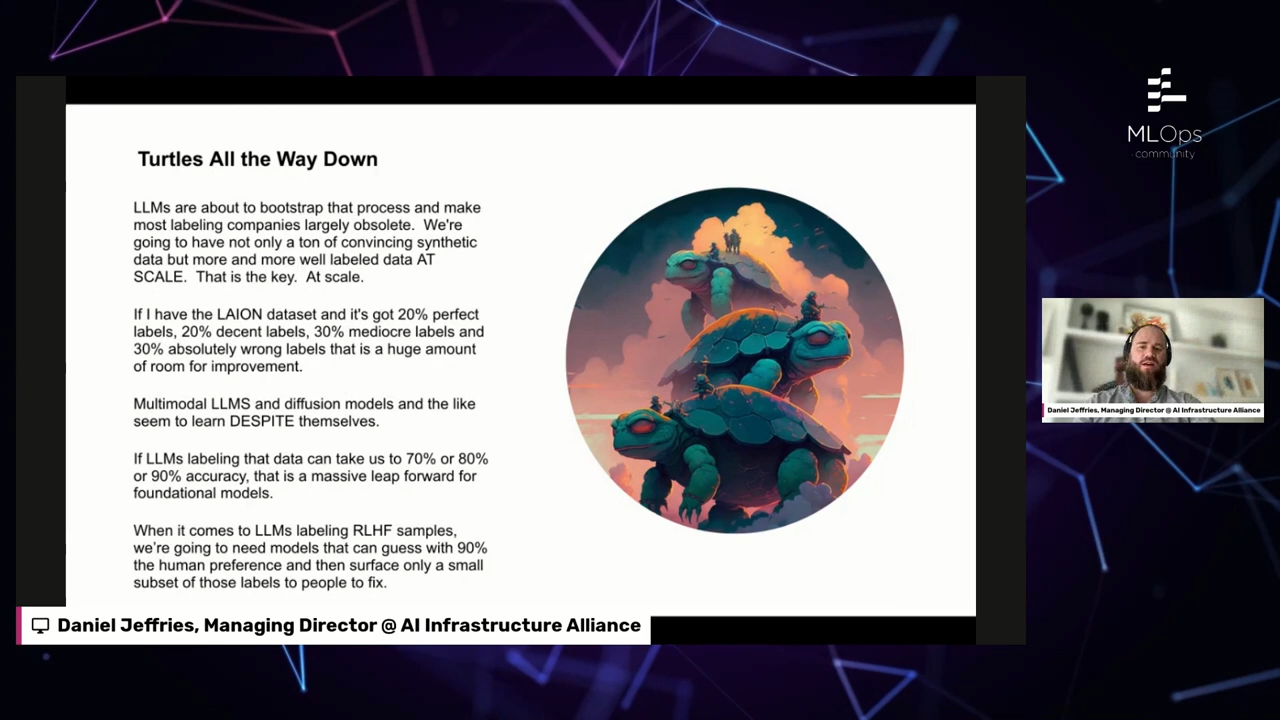 Turtles All the Way Down
LLMs are about to bootstrap that process and make
most labeling companies largely obsolete.  We're
going to have not only a ton of convincing synthetic
data but more and more well labeled data AT
SCALE.  That is the key.  At scale.
If I have the LAION dataset and it's got 20% perfect
labels, 20% decent labels, 30% mediocre labels and
30% absolutely wrong labels that is a huge amount
of room for improvement.
Multimodal LLMS and diffusion models and the like
seem to learn DESPITE themselves.
If LLMs labeling that data can take us to 70% or 80%
or 90% accuracy, that is a massive leap forward for
foundational models.
When it comes to LLMs labeling RLHF samples,
we're going to need models that can guess with 90%
the human preference and then surface only a small
subset of those labels to people to fix.
Daniel Jeffries, Managing Director @ AI Infrastructure Alliance
MLOps
community
Daniel Jeffries, Managing Director @ AI Infrastructure Alliance